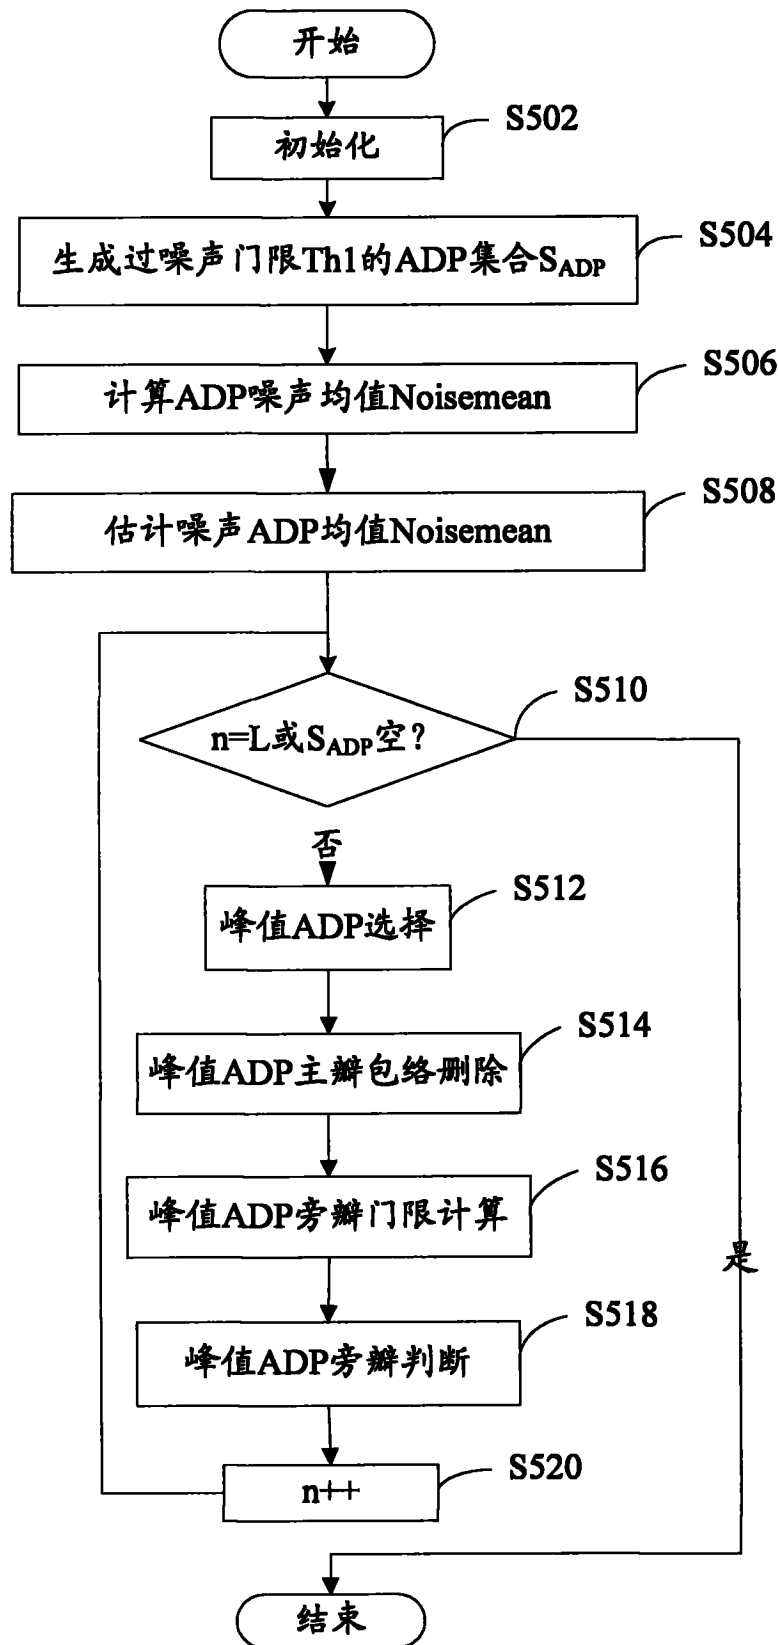 开始
初始化
S502
生成过噪声门限Th1的ADP集合S_ADP
S504
计算ADP噪声均值Noisemean
S506
估计噪声ADP均值Noisemean
S508
n=L或S_ADP空？
S510
否
峰值ADP选择
S512
峰值ADP主瓣包络删除
S514
峰值ADP旁瓣门限计算
S516
是
峰值ADP旁瓣判断
S518
n++
S520
结束